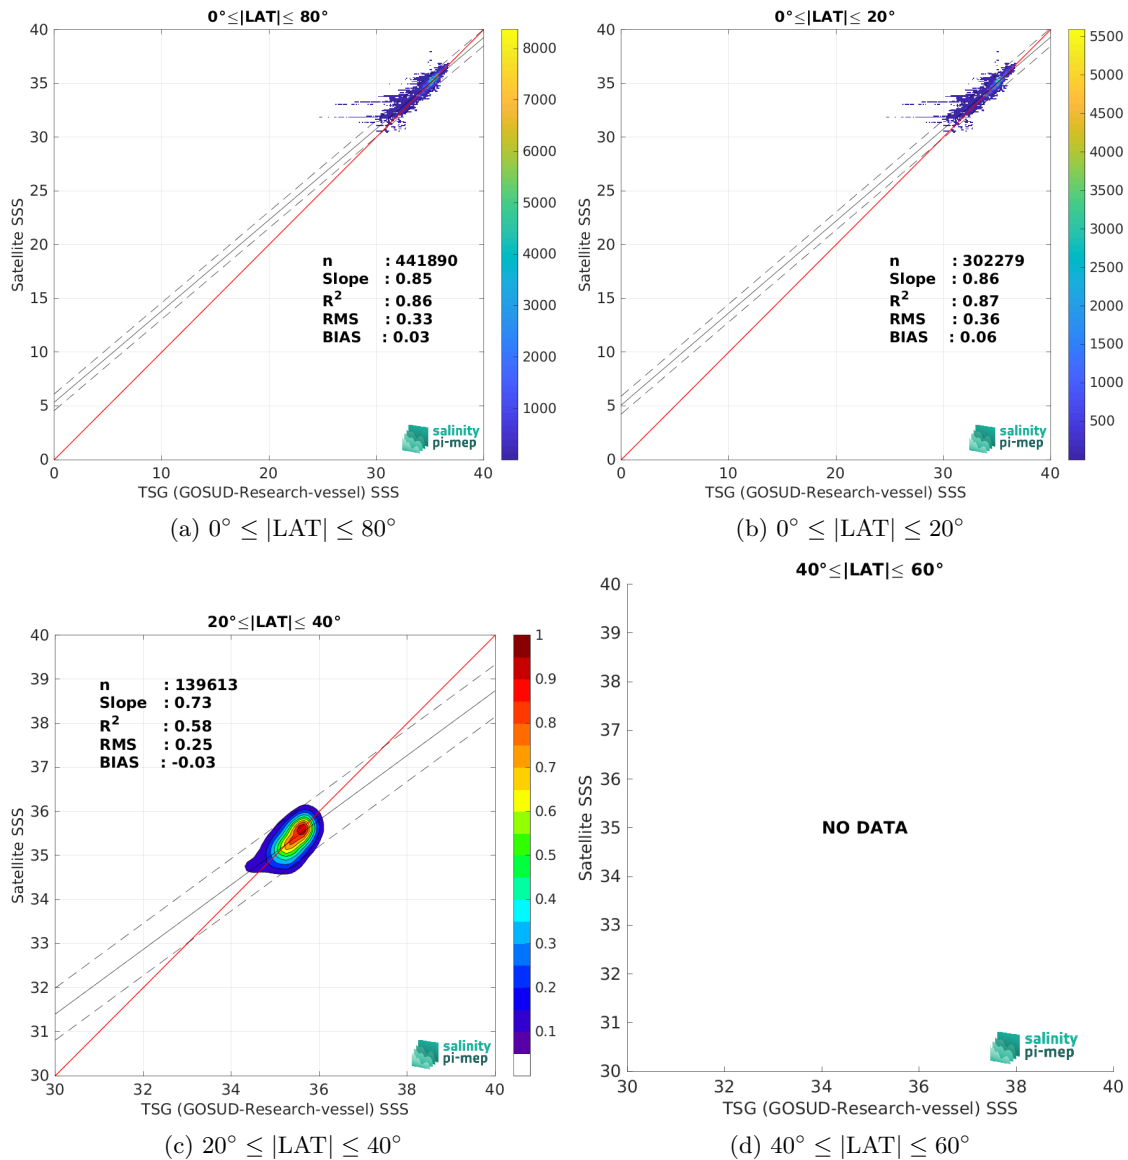 0°≤|LAT|≤ 80°
40
35
30
25
20
15
10
5
0
Satellite SSS
n : 441890
Slope : 0.85
R² : 0.86
RMS : 0.33
BIAS : 0.03
salinity
pi-mep
0 10 20 30 40
TSG (GOSUD-Research-vessel) SSS
8000
7000
6000
5000
4000
3000
2000
1000
(a) 0° ≤ |LAT| ≤ 80°
0°≤|LAT|≤ 20°
40
35
30
25
20
15
10
5
0
Satellite SSS
n : 302279
Slope : 0.86
R² : 0.87
RMS : 0.36
BIAS : 0.06
salinity
pi-mep
0 10 20 30 40
TSG (GOSUD-Research-vessel) SSS
5500
5000
4500
4000
3500
3000
2500
2000
1500
1000
500
(b) 0° ≤ |LAT| ≤ 20°
20°≤|LAT|≤ 40°
40
39
38
37
36
35
34
33
32
31
30
Satellite SSS
n : 139613
Slope : 0.73
R² : 0.58
RMS : 0.25
BIAS : -0.03
salinity
pi-mep
30 32 34 36 38 40
TSG (GOSUD-Research-vessel) SSS
1
0.9
0.8
0.7
0.6
0.5
0.4
0.3
0.2
0.1
(c) 20° ≤ |LAT| ≤ 40°
40°≤|LAT|≤ 60°
40
39
38
37
36
35
34
33
32
31
30
Satellite SSS
NO DATA
salinity
pi-mep
30 32 34 36 38 40
TSG (GOSUD-Research-vessel) SSS
(d) 40° ≤ |LAT| ≤ 60°